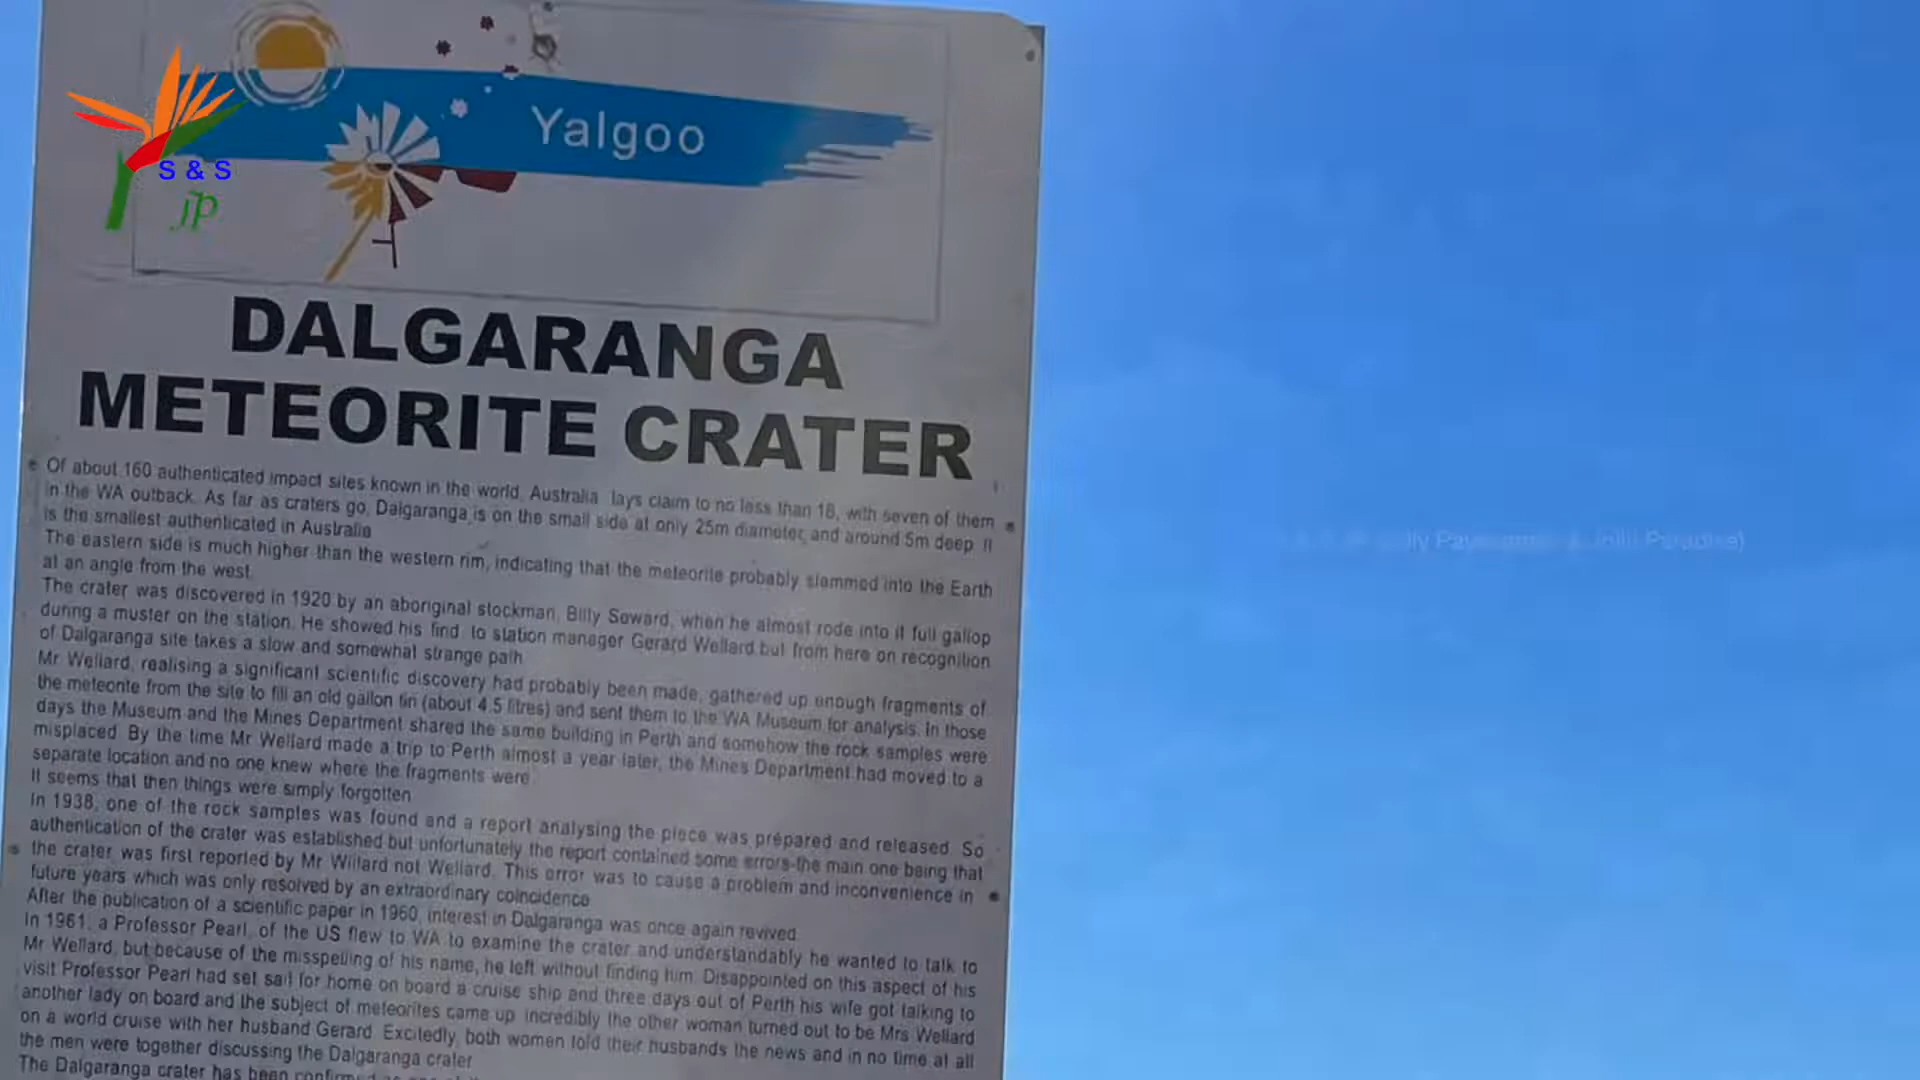 Yalgoo
S & S
jp
DALGARANGA
METEORITE CRATER
Of about 160 authenticated impact sites known in the world, Australia lays claim to no less than 18, with seven of them
in the WA outback. As far as craters go, Dalgaranga is on the small side at only 25m diameter and around 5m deep. It
is the smallest authenticated in Australia
The eastern side is much higher than the western rim, indicating that the meteorite probably slammed into the Earth
at an angle from the west.
The crater was discovered in 1920 by an aboriginal stockman, Billy Seward, when he almost rode into it full gallop
during a muster on the station. He showed his find to station manager Gerard Wellard but from here on recognition
of Dalgaranga site takes a slow and somewhat strange path
Mr Wellard, realising a significant scientific discovery had probably been made, gathered up enough fragments of
the meteorite from the site to fill an old gallon tin (about 4.5 litres) and sent them to the WA Museum for analysis. In those
days the Museum and the Mines Department shared the same building in Perth and somehow the rock samples were
misplaced. By the time Mr Wellard made a trip to Perth almost a year later, the Mines Department had moved to a
separate location and no one knew where the fragments were
It seems that then things were simply forgotten
In 1938, one of the rock samples was found and a report analysing the piece was prepared and released. So
authentication of the crater was established but unfortunately the report contained some errors-the main one being that
the crater was first reported by Mr Willard not Wellard. This error was to cause a problem and inconvenience in
future years which was only resolved by an extraordinary coincidence
After the publication of a scientific paper in 1960, interest in Dalgaranga was once again revived.
In 1961, a Professor Pearl, of the US flew to WA to examine the crater and understandably he wanted to talk to
Mr Wellard, but because of the misspelling of his name, he left without finding him. Disappointed on this aspect of his
visit Professor Pearl had set sail for home on board a cruise ship and three days out of Perth his wife got talking to
another lady on board and the subject of meteorites came up. Incredibly the other woman turned out to be Mrs Wellard
on a world cruise with her husband Gerard. Excitedly, both women told their husbands the news and in no time at all
the men were together discussing the Dalgaranga crater
The Dalgaranga crater has been